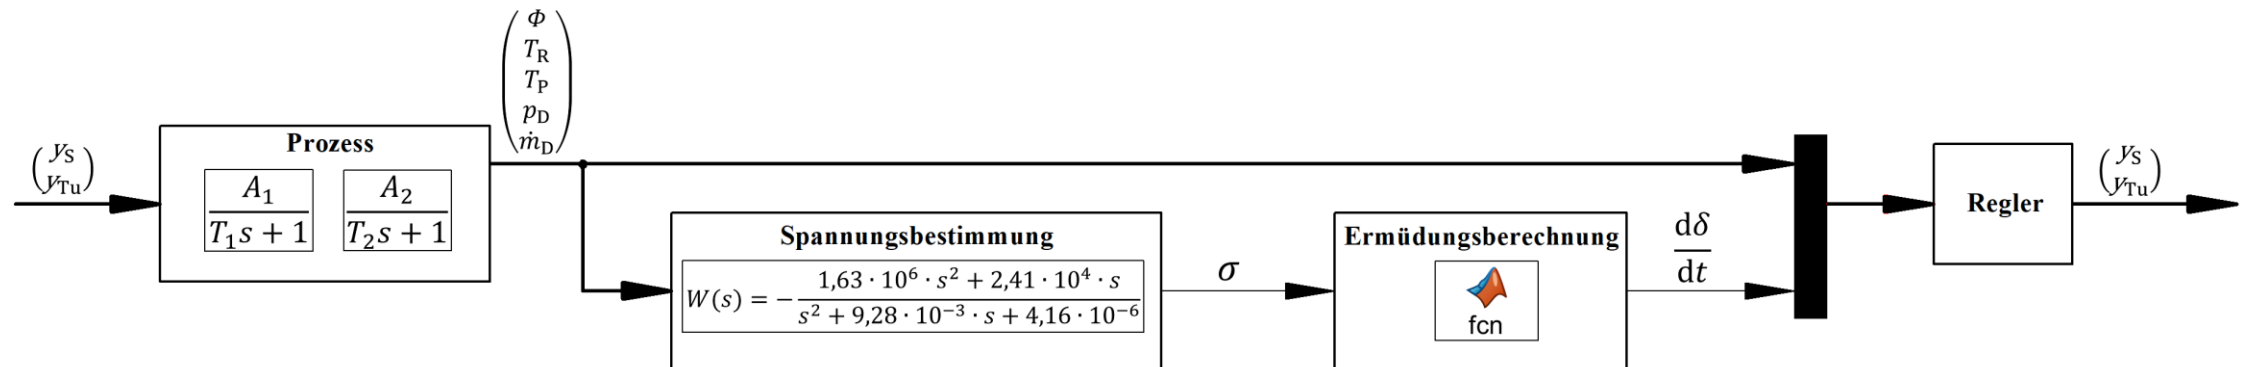 (y_S
y_Tu)
Prozess
A_1
T_1s + 1
A_2
T_2s + 1
(Φ
T_R
T_P
p_D
ṁ_D)
Spannungsbestimmung
W(s) = − (1,63 · 10^6 · s^2 + 2,41 · 10^4 · s) / (s^2 + 9,28 · 10^−3 · s + 4,16 · 10^−6)
σ
Ermüdungsberechnung
fcn
dδ
dt
Regler
(y_S
y_Tu)